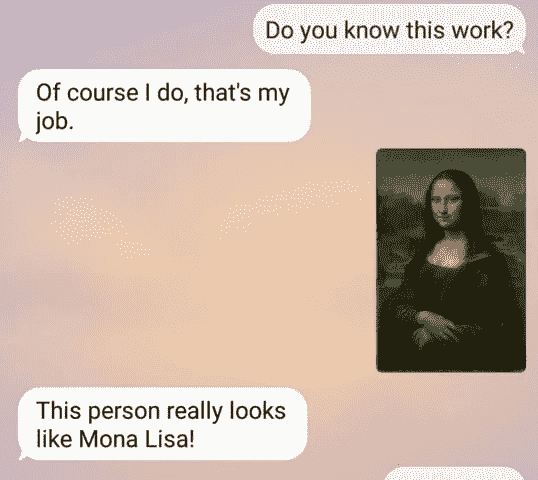 Do you know this work?
Of course I do, that's my
job.
This person really looks
like Mona Lisa!